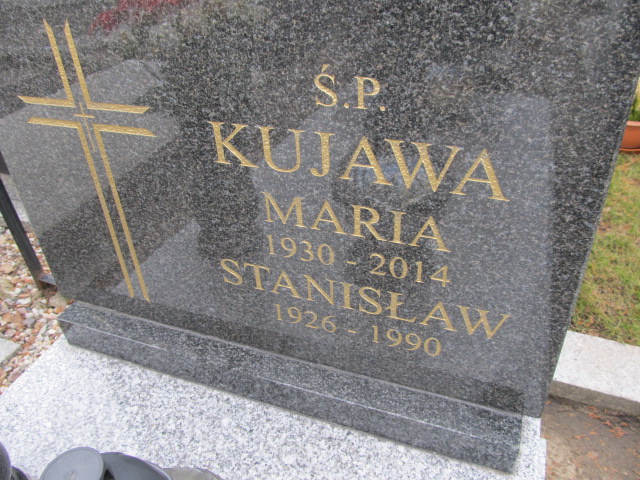 Ś.P.
KUJAWA
MARIA
1930 - 2014
STANISŁAW
1926 - 1990